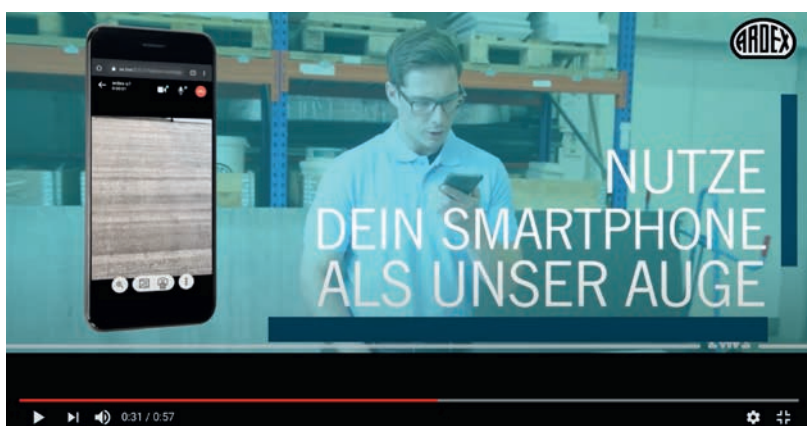 ARDEX
NUTZE
DEIN SMARTPHONE
ALS UNSER AUGE
0:31 / 0:57